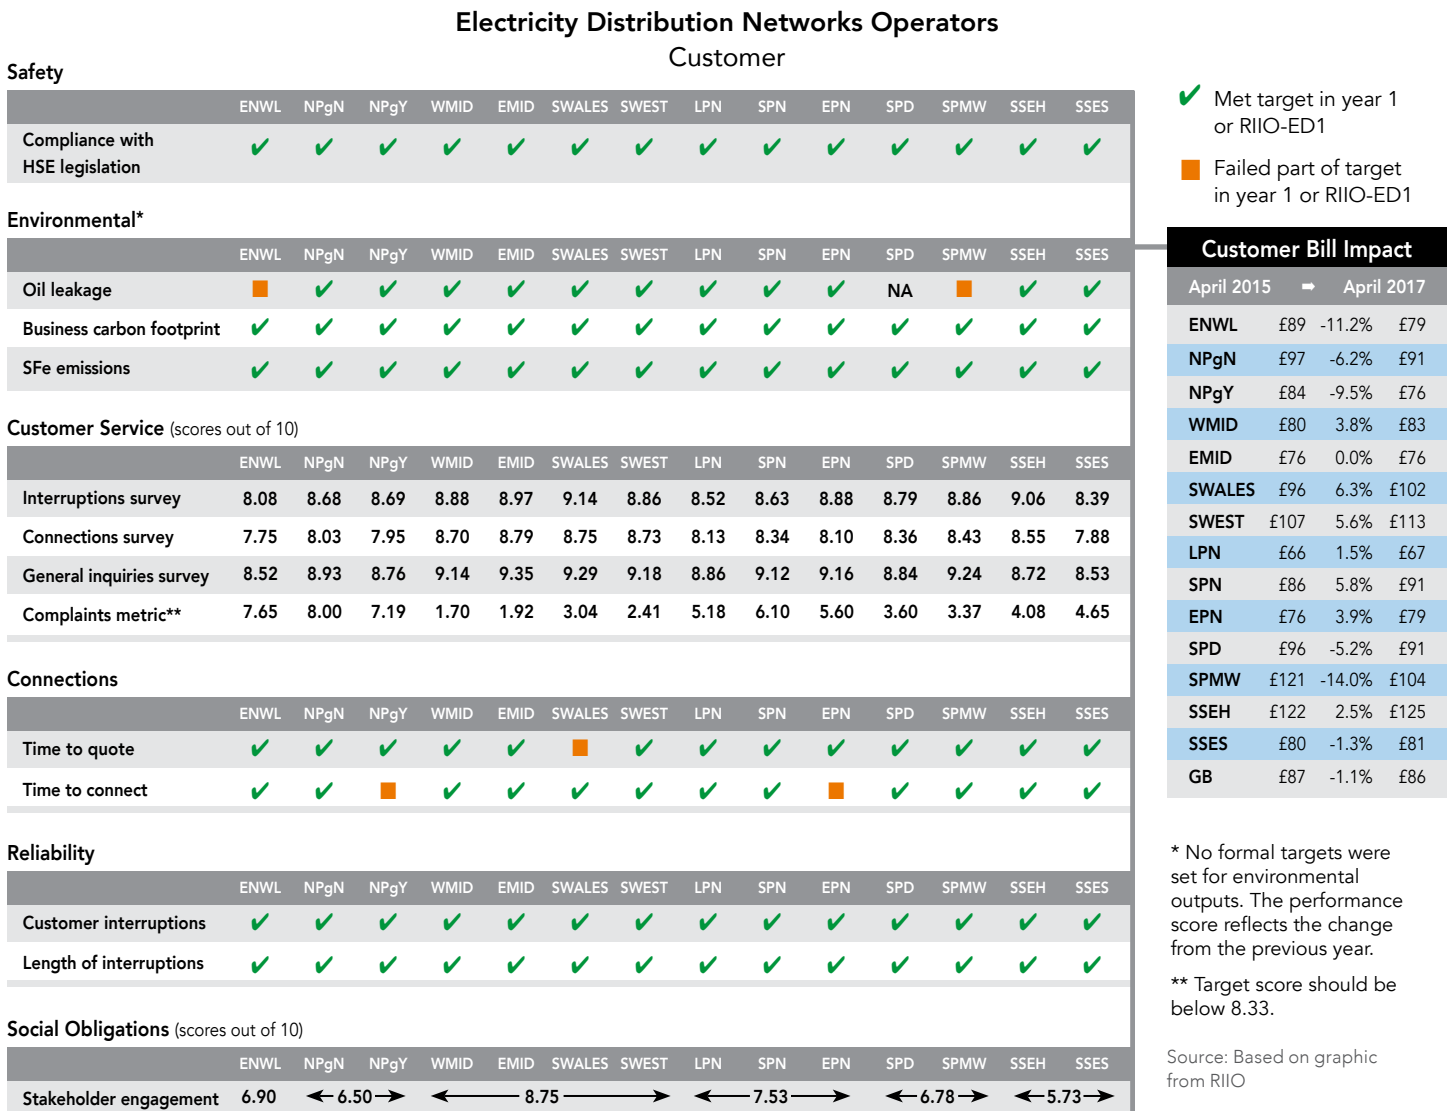 Electricity Distribution Networks Operators
Customer
Safety
ENWL NPgN NPgY WMID EMID SWALES SWEST LPN SPN EPN SPD SPMW SSEH SSES
Compliance with
HSE legislation ✔ ✔ ✔ ✔ ✔ ✔ ✔ ✔ ✔ ✔ ✔ ✔ ✔ ✔
Environmental*
ENWL NPgN NPgY WMID EMID SWALES SWEST LPN SPN EPN SPD SPMW SSEH SSES
Oil leakage ■ ✔ ✔ ✔ ✔ ✔ ✔ ✔ ✔ ✔ NA ■ ✔ ✔
Business carbon footprint ✔ ✔ ✔ ✔ ✔ ✔ ✔ ✔ ✔ ✔ ✔ ✔ ✔ ✔
SFe emissions ✔ ✔ ✔ ✔ ✔ ✔ ✔ ✔ ✔ ✔ ✔ ✔ ✔ ✔
Customer Service (scores out of 10)
ENWL NPgN NPgY WMID EMID SWALES SWEST LPN SPN EPN SPD SPMW SSEH SSES
Interruptions survey 8.08 8.68 8.69 8.88 8.97 9.14 8.86 8.52 8.63 8.88 8.79 8.86 9.06 8.39
Connections survey 7.75 8.03 7.95 8.70 8.79 8.75 8.73 8.13 8.34 8.10 8.36 8.43 8.55 7.88
General inquiries survey 8.52 8.93 8.76 9.14 9.35 9.29 9.18 8.86 9.12 9.16 8.84 9.24 8.72 8.53
Complaints metric** 7.65 8.00 7.19 1.70 1.92 3.04 2.41 5.18 6.10 5.60 3.60 3.37 4.08 4.65
Connections
ENWL NPgN NPgY WMID EMID SWALES SWEST LPN SPN EPN SPD SPMW SSEH SSES
Time to quote ✔ ✔ ✔ ✔ ✔ ■ ✔ ✔ ✔ ✔ ✔ ✔ ✔ ✔
Time to connect ✔ ✔ ■ ✔ ✔ ✔ ✔ ✔ ✔ ■ ✔ ✔ ✔ ✔
Reliability
ENWL NPgN NPgY WMID EMID SWALES SWEST LPN SPN EPN SPD SPMW SSEH SSES
Customer interruptions ✔ ✔ ✔ ✔ ✔ ✔ ✔ ✔ ✔ ✔ ✔ ✔ ✔ ✔
Length of interruptions ✔ ✔ ✔ ✔ ✔ ✔ ✔ ✔ ✔ ✔ ✔ ✔ ✔ ✔
Social Obligations (scores out of 10)
ENWL NPgN NPgY WMID EMID SWALES SWEST LPN SPN EPN SPD SPMW SSEH SSES
Stakeholder engagement 6.90 ← 6.50 → ← 8.75 → ← 7.53 → ← 6.78 → ← 5.73 →
✔ Met target in year 1
or RIIO-ED1
■ Failed part of target
in year 1 or RIIO-ED1
Customer Bill Impact
April 2015 ➡ April 2017
ENWL £89 -11.2% £79
NPgN £97 -6.2% £91
NPgY £84 -9.5% £76
WMID £80 3.8% £83
EMID £76 0.0% £76
SWALES £96 6.3% £102
SWEST £107 5.6% £113
LPN £66 1.5% £67
SPN £86 5.8% £91
EPN £76 3.9% £79
SPD £96 -5.2% £91
SPMW £121 -14.0% £104
SSEH £122 2.5% £125
SSES £80 -1.3% £81
GB £87 -1.1% £86
* No formal targets were
set for environmental
outputs. The performance
score reflects the change
from the previous year.
** Target score should be
below 8.33.
Source: Based on graphic
from RIIO